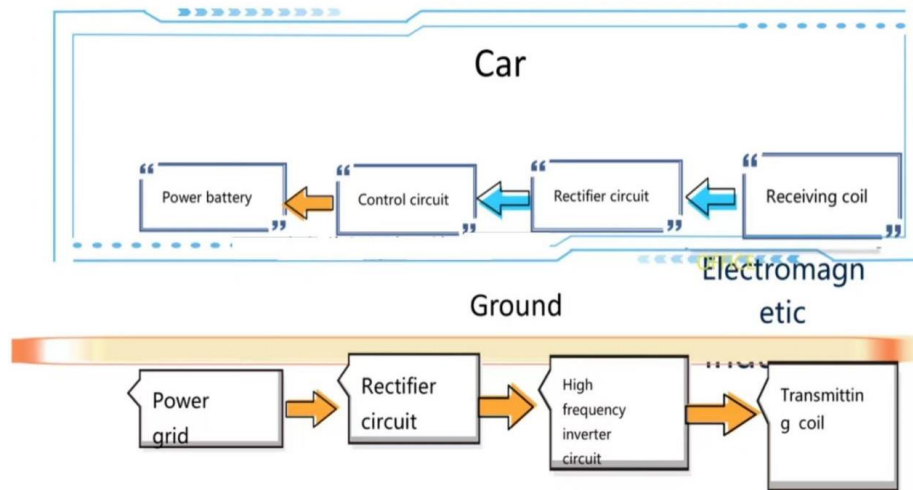 Car
Power battery
Control circuit
Rectifier circuit
Receiving coil
Electromagn
etic
Ground
Power
grid
Rectifier
circuit
High
frequency
inverter
circuit
Transmittin
g coil